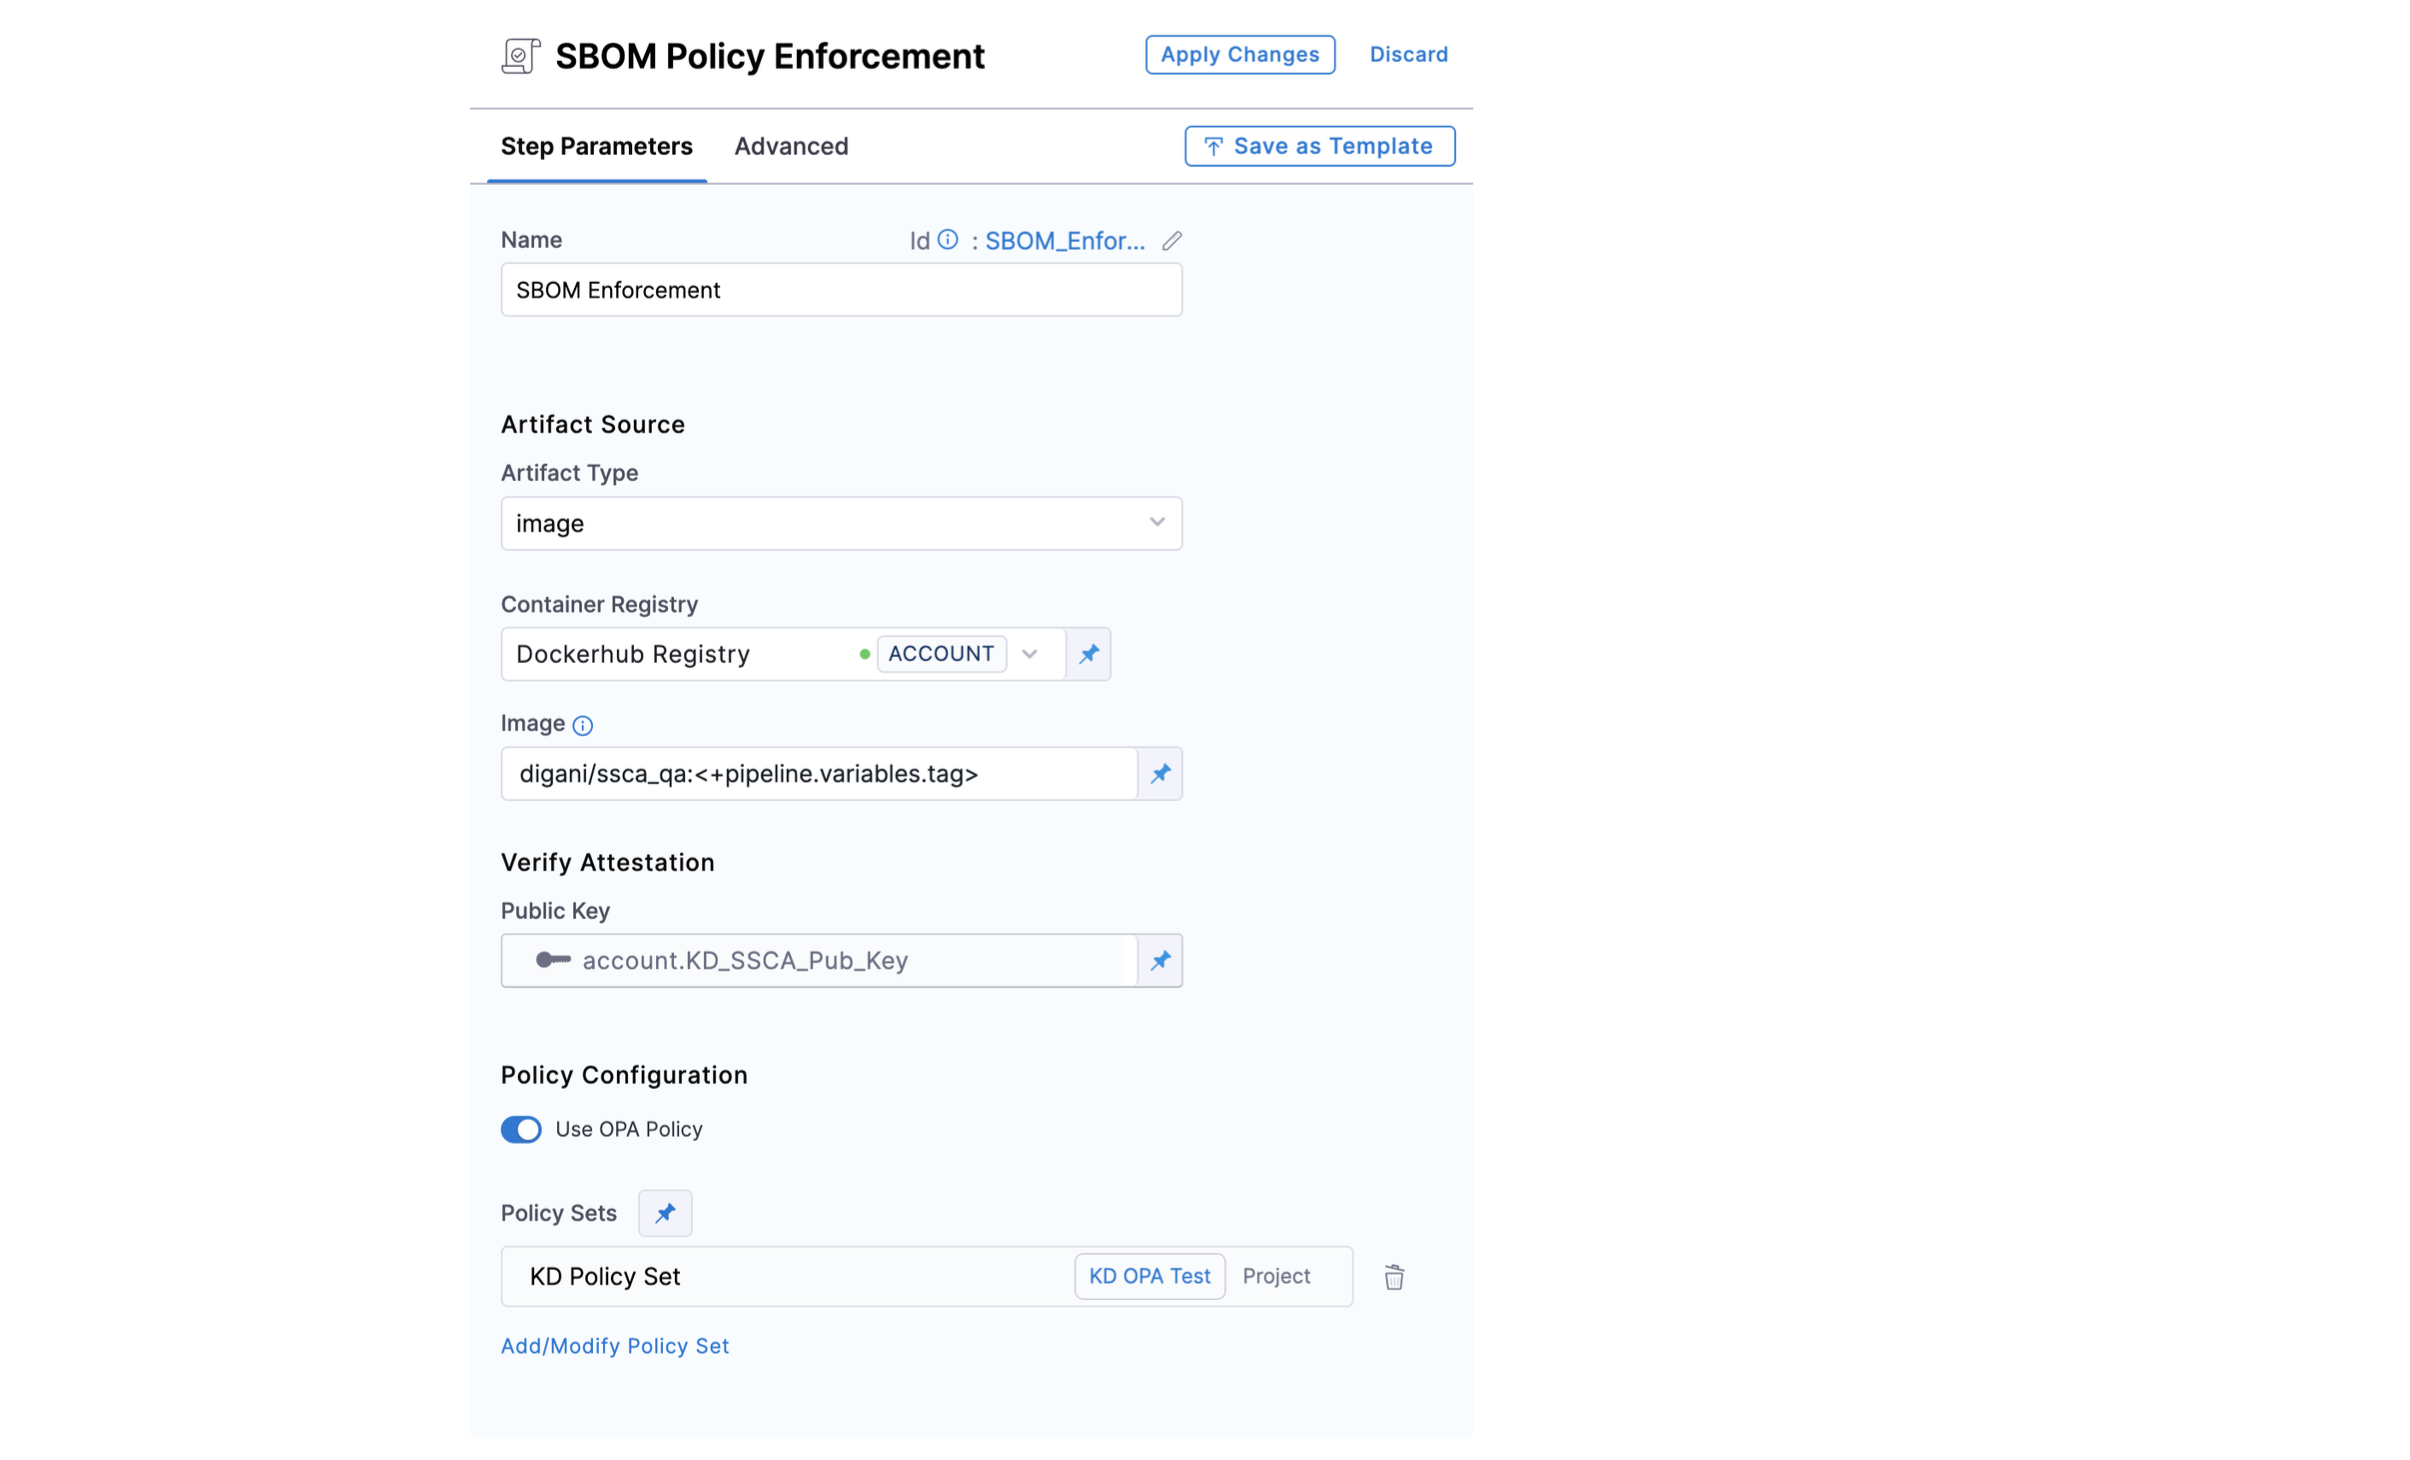 SBOM Policy Enforcement
Apply Changes
Discard
Step Parameters
Advanced
Save as Template
Name
Id : SBOM_Enfor...
SBOM Enforcement
Artifact Source
Artifact Type
image
Container Registry
Dockerhub Registry
ACCOUNT
Image
digani/ssca_qa:<+pipeline.variables.tag>
Verify Attestation
Public Key
account.KD_SSCA_Pub_Key
Policy Configuration
Use OPA Policy
Policy Sets
KD Policy Set
KD OPA Test
Project
Add/Modify Policy Set